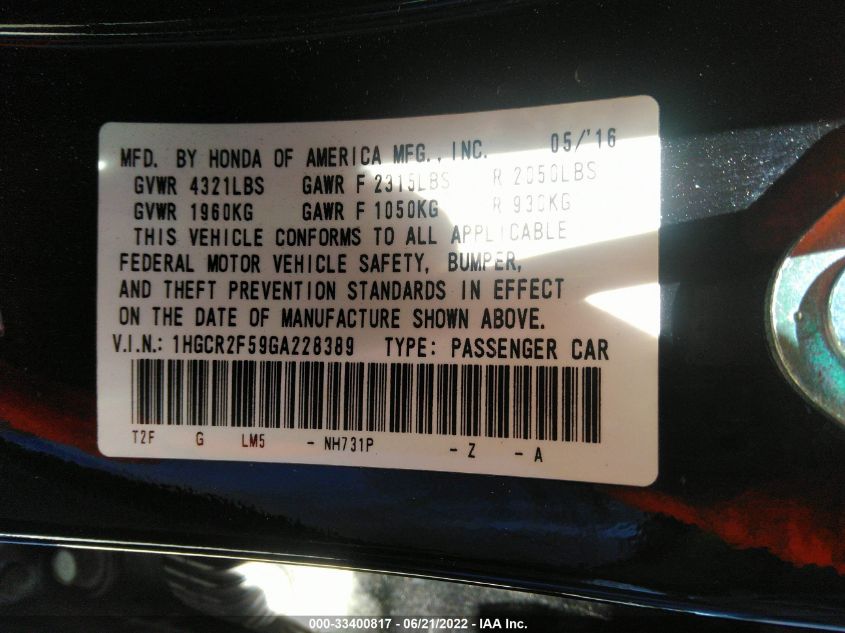 MFD. BY HONDA OF AMERICA MFG., INC. 05/'16
GVWR 4321LBS GAWR F 2315LBS R 2050LBS
GVWR 1960KG GAWR F 1050KG R 930KG
THIS VEHICLE CONFORMS TO ALL APPLICABLE
FEDERAL MOTOR VEHICLE SAFETY, BUMPER,
AND THEFT PREVENTION STANDARDS IN EFFECT
ON THE DATE OF MANUFACTURE SHOWN ABOVE.
V.I.N.: 1HGCR2F59GA228389 TYPE: PASSENGER CAR
T2F G LM5 - NH731P - Z - A
000-33400817 - 06/21/2022 - IAA Inc.